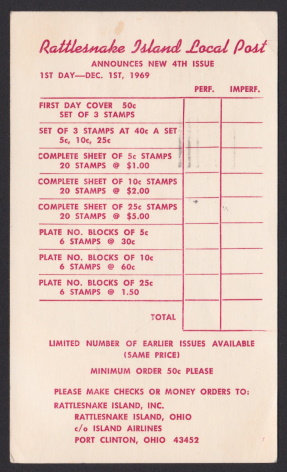 Rattlesnake Island Local Post
ANNOUNCES NEW 4TH ISSUE
1ST DAY—DEC. 1ST, 1969
PERF. IMPERF.
FIRST DAY COVER 50c
SET OF 3 STAMPS
SET OF 3 STAMPS AT 40c A SET
5c, 10c, 25c
COMPLETE SHEET OF 5c STAMPS
20 STAMPS @ $1.00
COMPLETE SHEET OF 10c STAMPS
20 STAMPS @ $2.00
COMPLETE SHEET OF 25c STAMPS
20 STAMPS @ $5.00
PLATE NO. BLOCKS OF 5c
6 STAMPS @ 30c
PLATE NO. BLOCKS OF 10c
6 STAMPS @ 60c
PLATE NO. BLOCKS OF 25c
6 STAMPS @ 1.50
TOTAL
LIMITED NUMBER OF EARLIER ISSUES AVAILABLE
(SAME PRICE)
MINIMUM ORDER 50c PLEASE
PLEASE MAKE CHECKS OR MONEY ORDERS TO:
RATTLESNAKE ISLAND, INC.
RATTLESNAKE ISLAND, OHIO
c/o ISLAND AIRLINES
PORT CLINTON, OHIO 43452